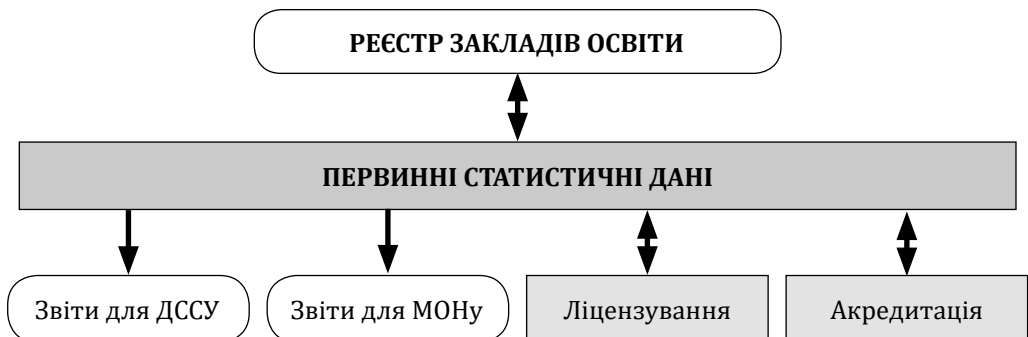 РЕЄСТР ЗАКЛАДІВ ОСВІТИ
ПЕРВИННІ СТАТИСТИЧНІ ДАНІ
Звіти для ДССУ
Звіти для МОНу
Ліцензування
Акредитація